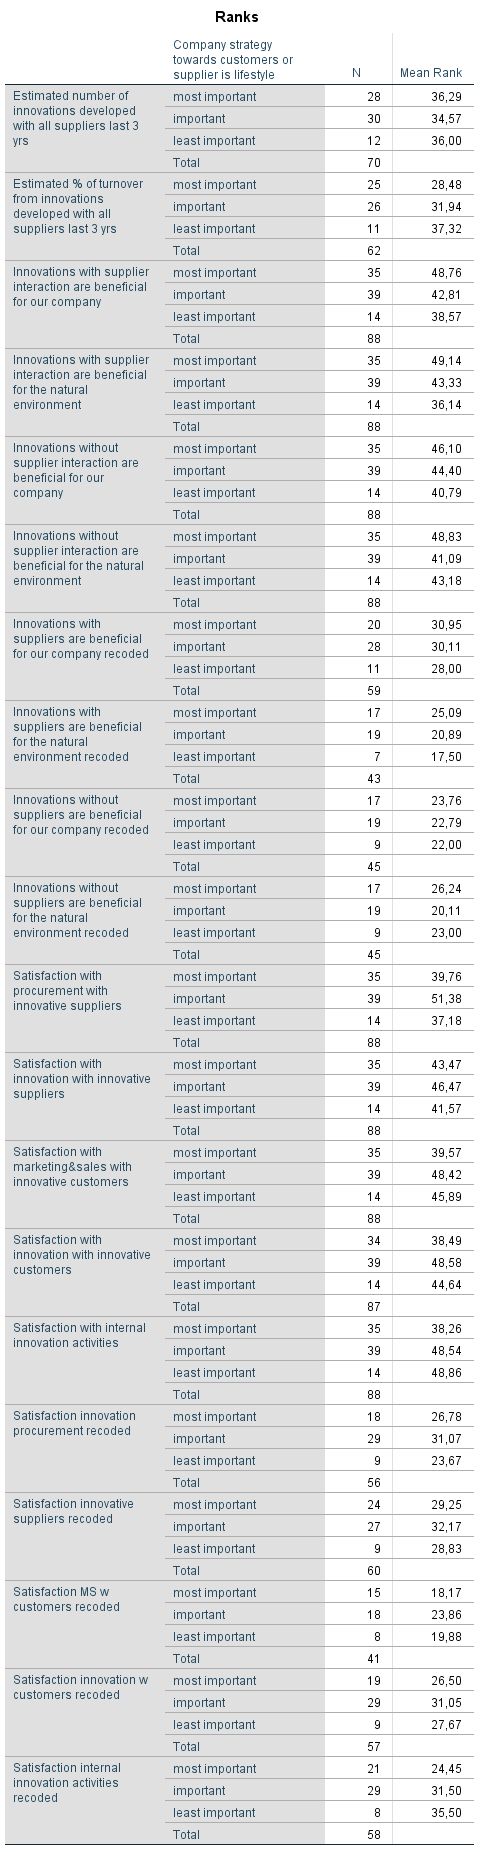 Ranks
Company strategy
towards customers or
supplier is lifestyle N Mean Rank
Estimated number of most important 28 36,29
innovations developed important 30 34,57
with all suppliers last 3 least important 12 36,00
yrs Total 70
Estimated % of turnover most important 25 28,48
from innovations important 26 31,94
developed with all least important 11 37,32
suppliers last 3 yrs Total 62
Innovations with supplier most important 35 48,76
interaction are beneficial important 39 42,81
for our company least important 14 38,57
Total 88
Innovations with supplier most important 35 49,14
interaction are beneficial important 39 43,33
for the natural least important 14 36,14
environment Total 88
Innovations without most important 35 46,10
supplier interaction are important 39 44,40
beneficial for our least important 14 40,79
company Total 88
Innovations without most important 35 48,83
supplier interaction are important 39 41,09
beneficial for the natural least important 14 43,18
environment Total 88
Innovations with most important 20 30,95
suppliers are beneficial important 28 30,11
for our company recoded least important 11 28,00
Total 59
Innovations with most important 17 25,09
suppliers are beneficial important 19 20,89
for the natural least important 7 17,50
environment recoded Total 43
Innovations without most important 17 23,76
suppliers are beneficial important 19 22,79
for our company recoded least important 9 22,00
Total 45
Innovations without most important 17 26,24
suppliers are beneficial important 19 20,11
for the natural least important 9 23,00
environment recoded Total 45
Satisfaction with most important 35 39,76
procurement with important 39 51,38
innovative suppliers least important 14 37,18
Total 88
Satisfaction with most important 35 43,47
innovation with innovative important 39 46,47
suppliers least important 14 41,57
Total 88
Satisfaction with most important 35 39,57
marketing&sales with important 39 48,42
innovative customers least important 14 45,89
Total 88
Satisfaction with most important 34 38,49
innovation with innovative important 39 48,58
customers least important 14 44,64
Total 87
Satisfaction with internal most important 35 38,26
innovation activities important 39 48,54
least important 14 48,86
Total 88
Satisfaction innovation most important 18 26,78
procurement recoded important 29 31,07
least important 9 23,67
Total 56
Satisfaction innovative most important 24 29,25
suppliers recoded important 27 32,17
least important 9 28,83
Total 60
Satisfaction MS w most important 15 18,17
customers recoded important 18 23,86
least important 8 19,88
Total 41
Satisfaction innovation w most important 19 26,50
customers recoded important 29 31,05
least important 9 27,67
Total 57
Satisfaction internal most important 21 24,45
innovation activities important 29 31,50
recoded least important 8 35,50
Total 58